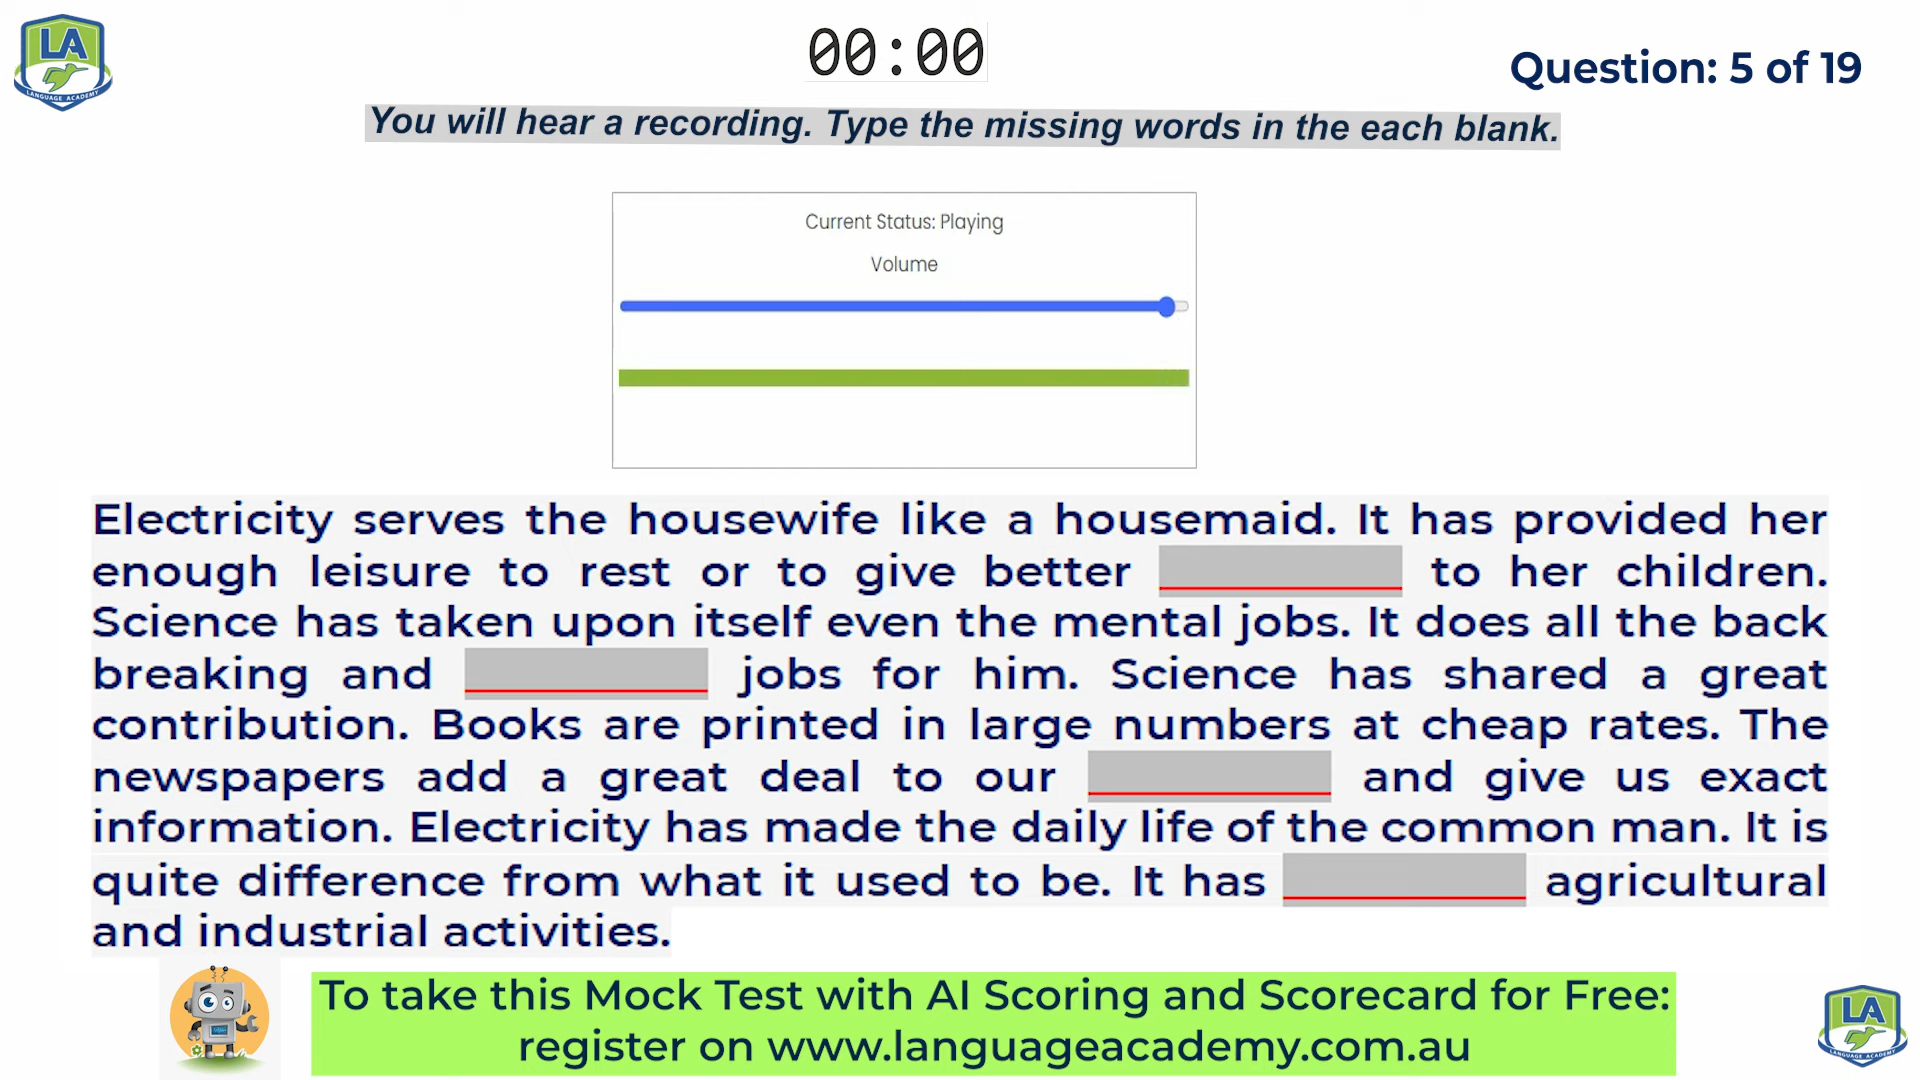 LA
LANGUAGE ACADEMY
00:00
Question: 5 of 19
You will hear a recording. Type the missing words in the each blank.
Current Status: Playing
Volume
Electricity serves the housewife like a housemaid. It has provided her
enough leisure to rest or to give better to her children.
Science has taken upon itself even the mental jobs. It does all the back
breaking and jobs for him. Science has shared a great
contribution. Books are printed in large numbers at cheap rates. The
newspapers add a great deal to our and give us exact
information. Electricity has made the daily life of the common man. It is
quite difference from what it used to be. It has agricultural
and industrial activities.
To take this Mock Test with AI Scoring and Scorecard for Free:
register on www.languageacademy.com.au
LA
LANGUAGE ACADEMY